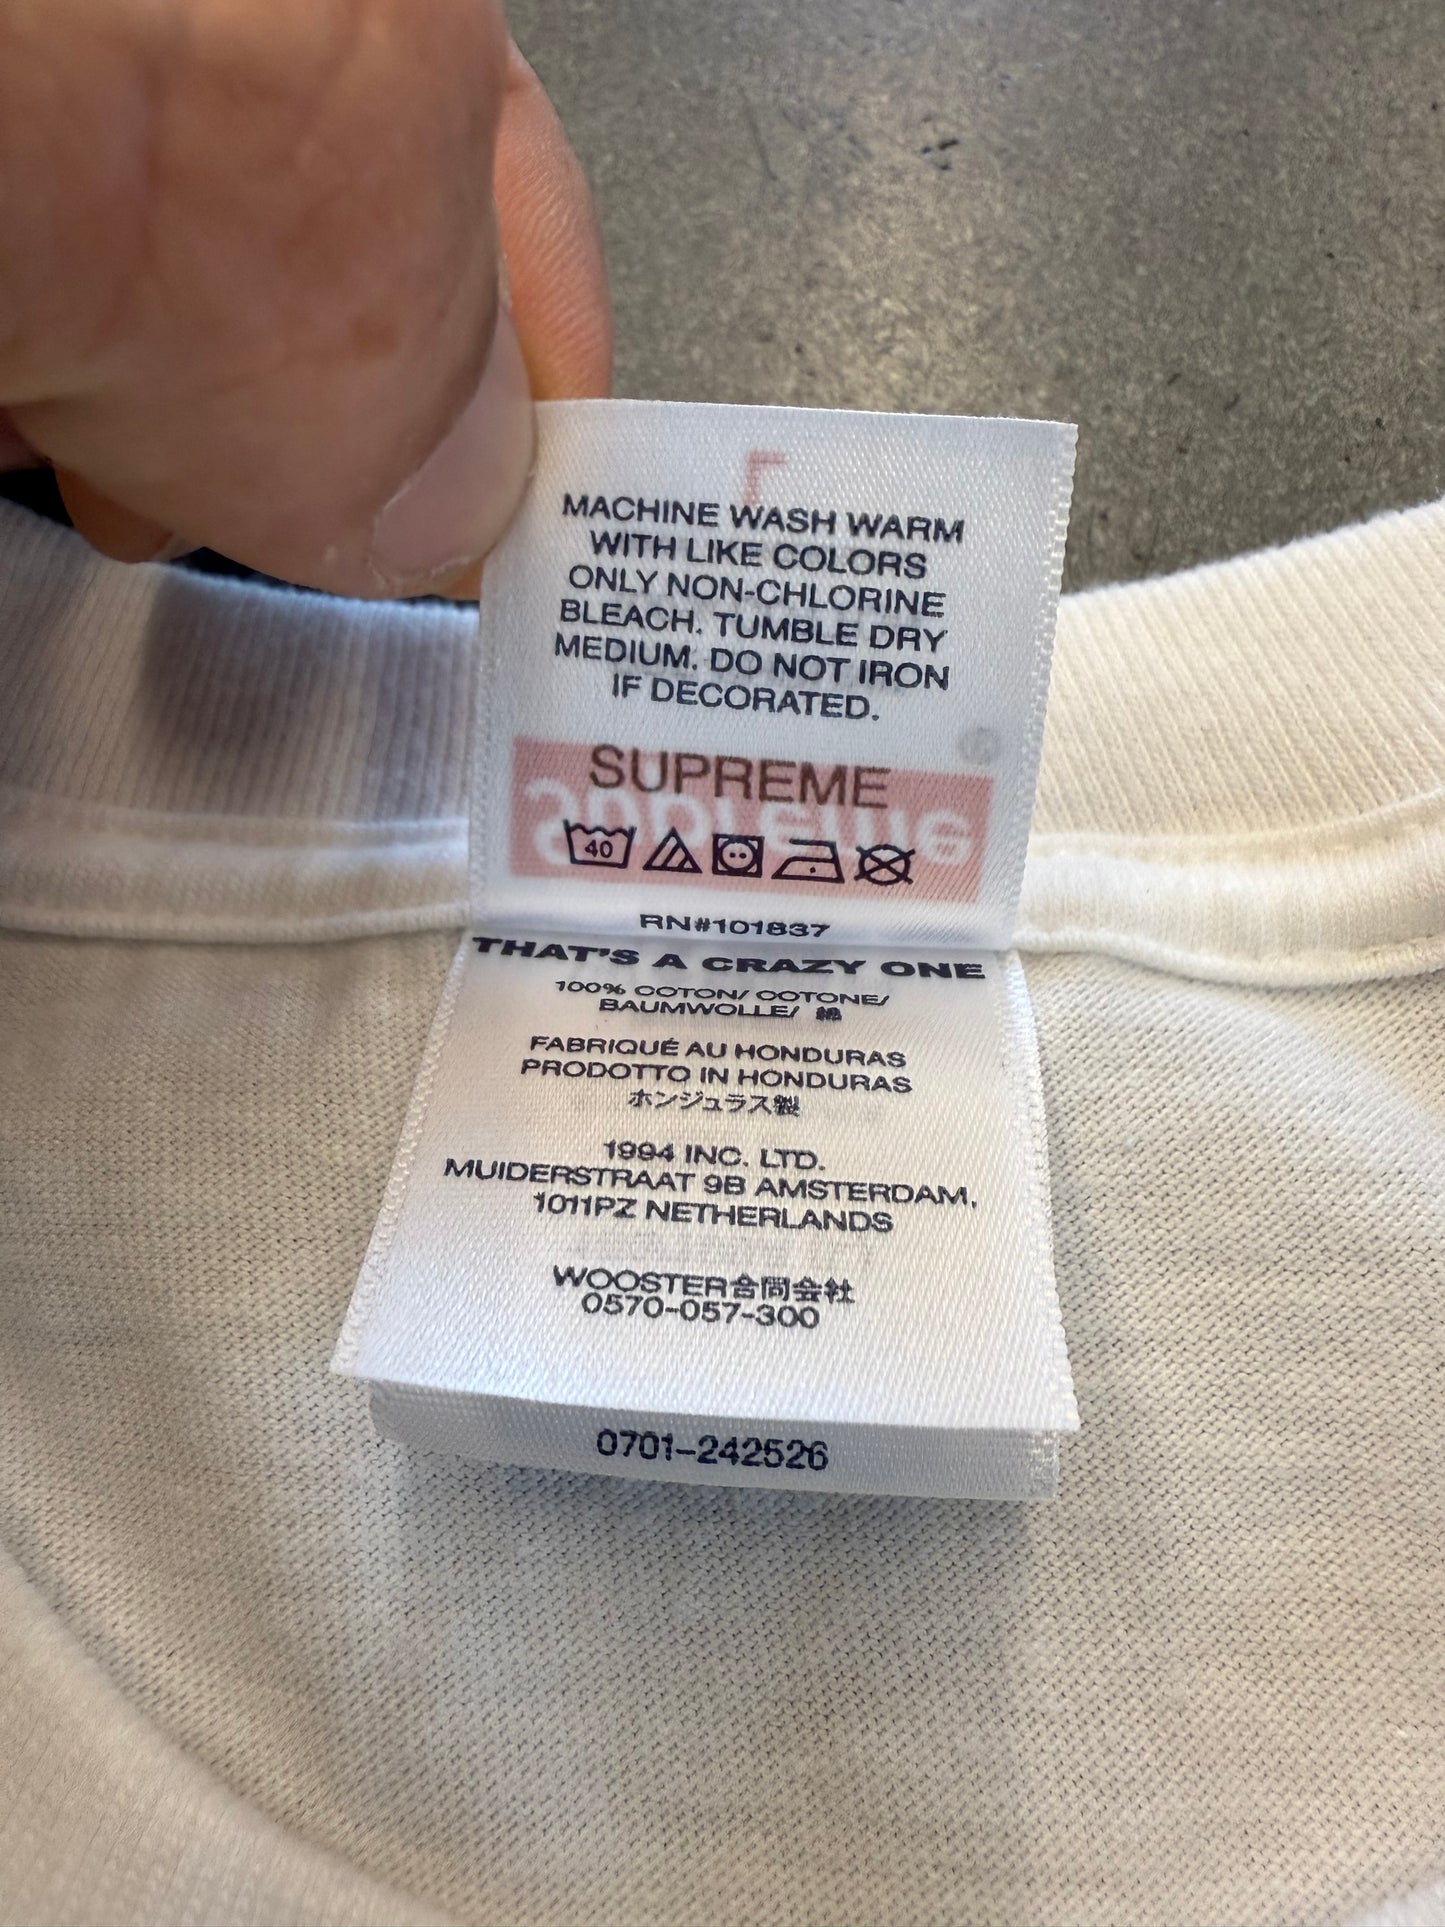 L
MACHINE WASH WARM
WITH LIKE COLORS
ONLY NON-CHLORINE
BLEACH. TUMBLE DRY
MEDIUM. DO NOT IRON
IF DECORATED.
SUPREME
Supreme
40
RN#101837
THAT'S A CRAZY ONE
100% COTON/ COTONE/
BAUMWOLLE/ 綿
FABRIQUÉ AU HONDURAS
PRODOTTO IN HONDURAS
ホンジュラス製
1994 INC. LTD.
MUIDERSTRAAT 9B AMSTERDAM,
1011PZ NETHERLANDS
WOOSTER合同会社
0570-057-300
0701-242526